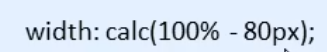 width: calc(100% - 80px);